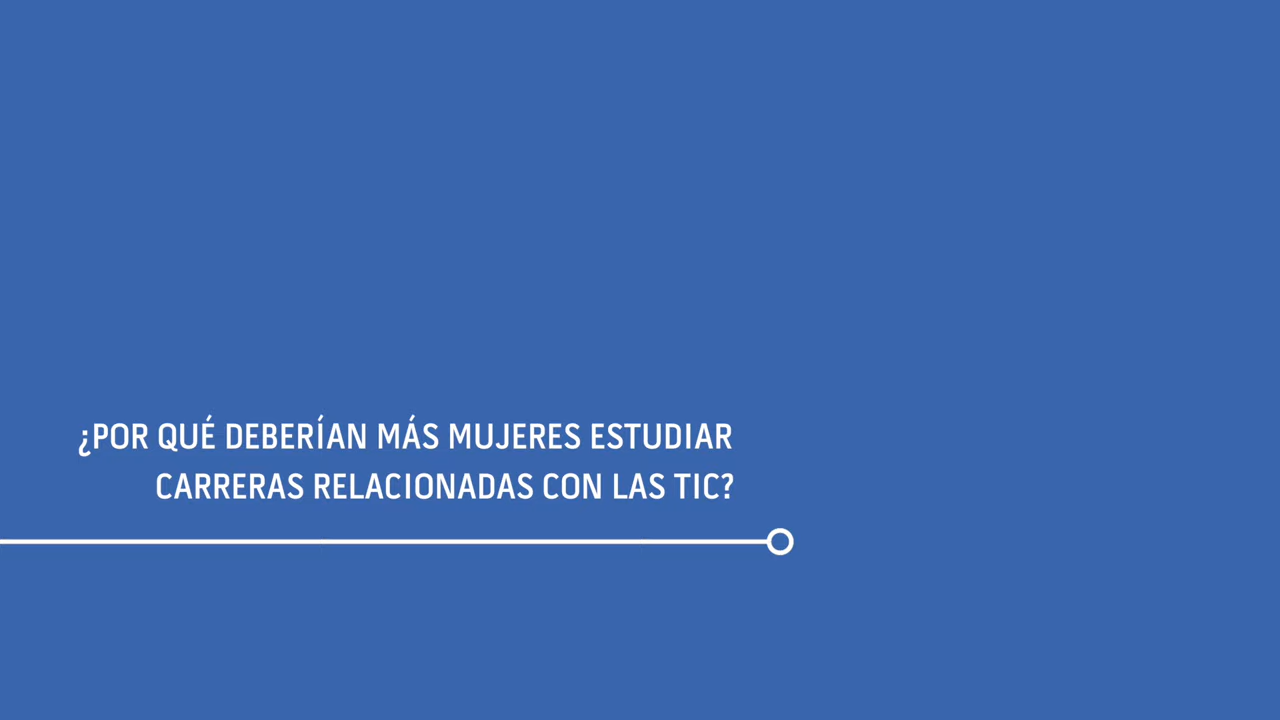 ¿POR QUÉ DEBERÍAN MÁS MUJERES ESTUDIAR
CARRERAS RELACIONADAS CON LAS TIC?